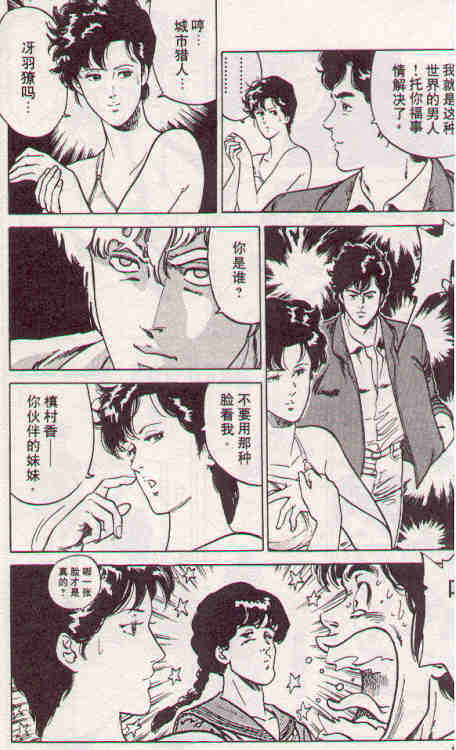 我就是这种
世界的男人
！托你福事
情解决了。
………
………
哼…
城市猎人…
冴羽獠吗…
你是谁？
不要用那种
脸看我。
槙村香——
你伙伴的妹妹。
哪一张
脸才是
真的？